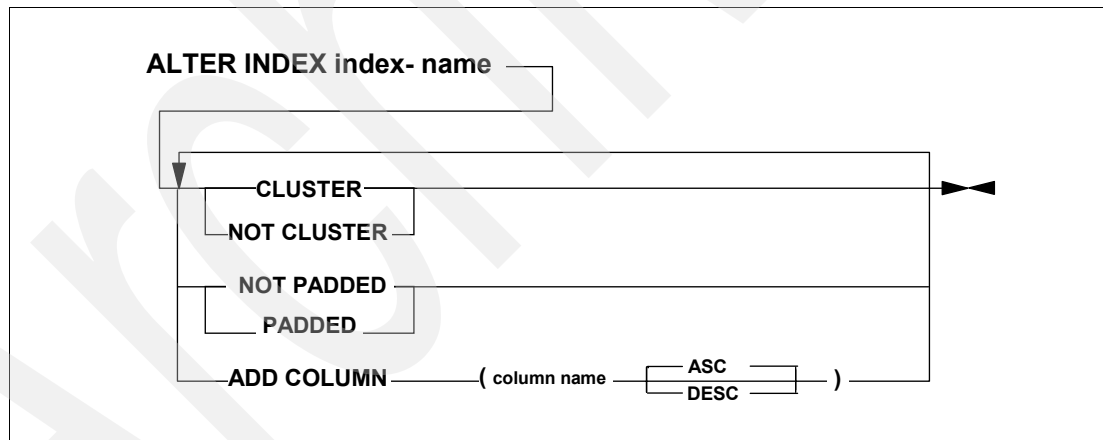 ALTER INDEX index- name
CLUSTER
NOT CLUSTER
NOT PADDED
PADDED
ADD COLUMN ( column name ASC )
DESC